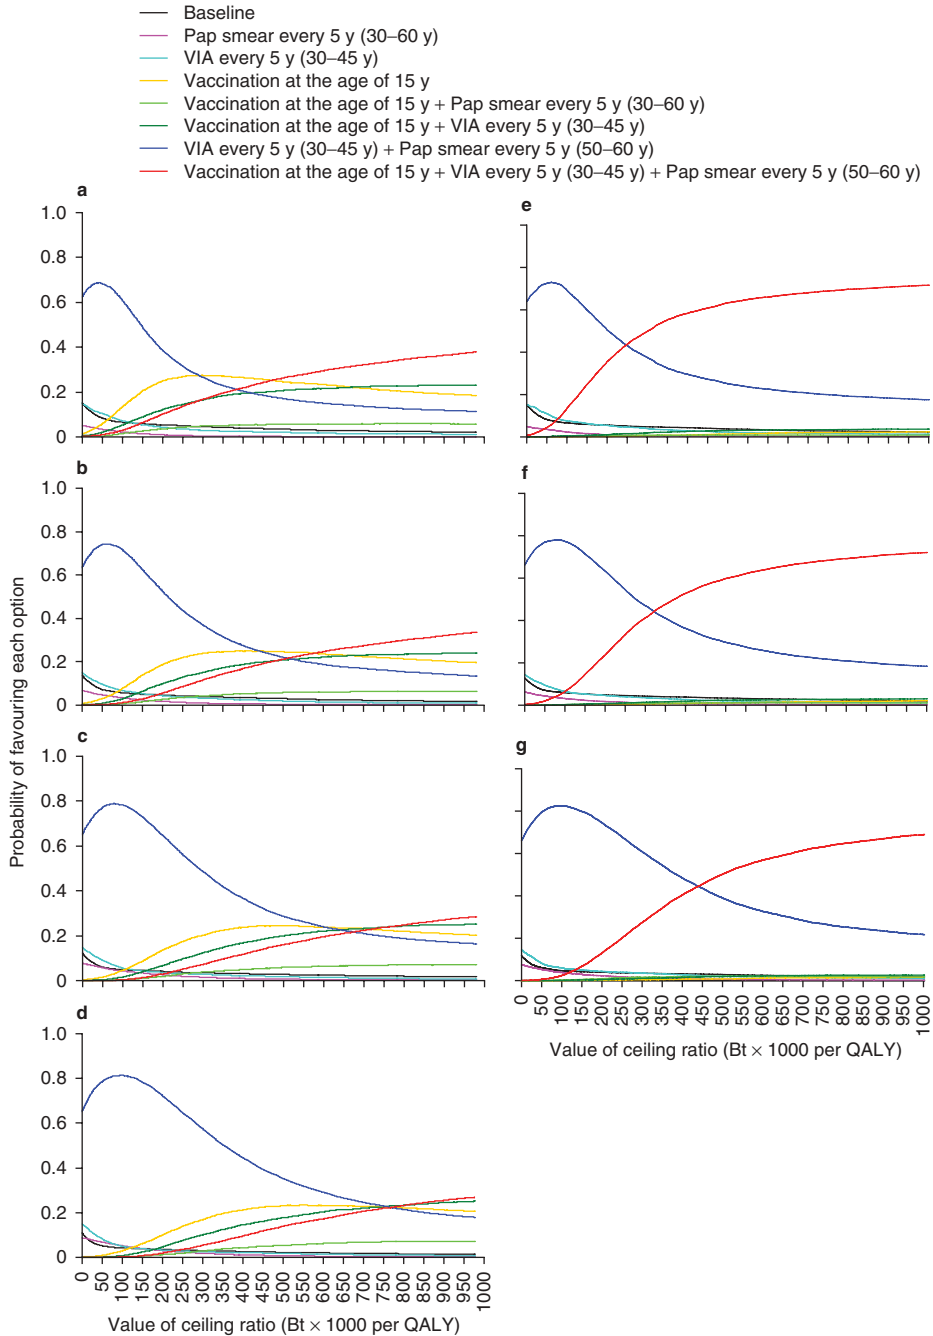 Baseline
Pap smear every 5 y (30–60 y)
VIA every 5 y (30–45 y)
Vaccination at the age of 15 y
Vaccination at the age of 15 y + Pap smear every 5 y (30–60 y)
Vaccination at the age of 15 y + VIA every 5 y (30–45 y)
VIA every 5 y (30–45 y) + Pap smear every 5 y (50–60 y)
Vaccination at the age of 15 y + VIA every 5 y (30–45 y) + Pap smear every 5 y (50–60 y)
Probability of favouring each option
a
1.0
0.8
0.6
0.4
0.2
0
b
1.0
0.8
0.6
0.4
0.2
0
c
1.0
0.8
0.6
0.4
0.2
0
d
1.0
0.8
0.6
0.4
0.2
0
0 50 100 150 200 250 300 350 400 450 500 550 600 650 700 750 800 850 900 950 1000
Value of ceiling ratio (Bt × 1000 per QALY)
e
f
g
0 50 100 150 200 250 300 350 400 450 500 550 600 650 700 750 800 850 900 950 1000
Value of ceiling ratio (Bt × 1000 per QALY)